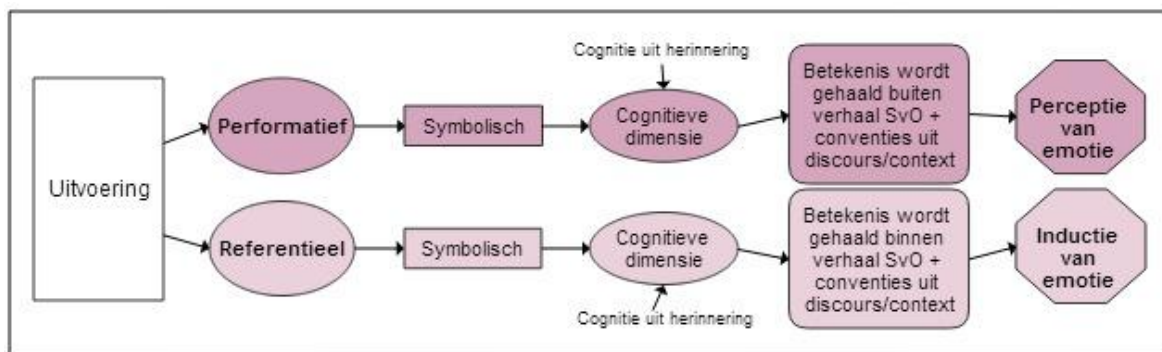 Uitvoering
Performatief
Symbolisch
Cognitie uit herinnering
Cognitieve
dimensie
Betekenis wordt
gehaald buiten
verhaal SvO +
conventies uit
discours/context
Perceptie
van
emotie
Referentieel
Symbolisch
Cognitieve
dimensie
Cognitie uit herinnering
Betekenis wordt
gehaald binnen
verhaal SvO +
conventies uit
discours/context
Inductie
van
emotie